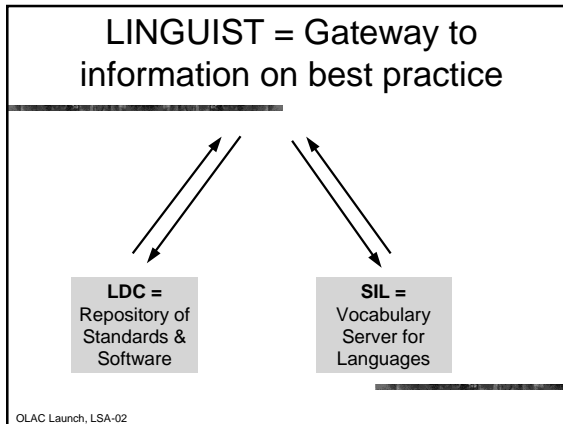 LINGUIST = Gateway to
information on best practice
LDC =
Repository of
Standards &
Software
SIL =
Vocabulary
Server for
Languages
OLAC Launch, LSA-02